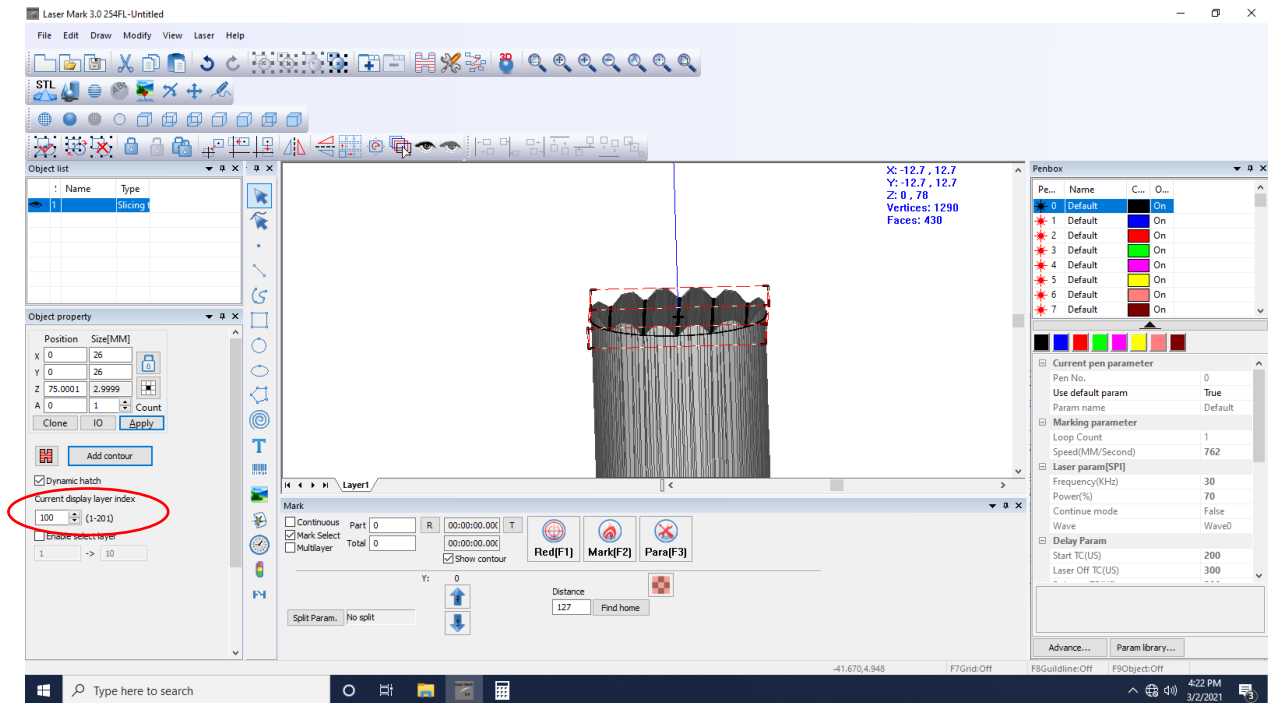 Laser Mark 3.0 254FL-Untitled
File Edit Draw Modify View Laser Help
3D
STL
Object list
! Name Type
1 Slicing t
Object property
Position Size[MM]
X 0 26
Y 0 26
Z 75.0001 2.9999
A 0 1 Count
Clone IO Apply
H Add contour
Dynamic hatch
Current display layer index
100 (1-201)
Enable select layer
1 -> 10
T
X: -12.7 , 12.7
Y: -12.7 , 12.7
Z: 0 , 78
Vertices: 1290
Faces: 430
Layer1
Mark
Continuous Part 0 R 00:00:00.00( T
Mark Select
Multilayer Total 0 00:00:00.00(
Show contour
Red(F1) Mark(F2) Para(F3)
Y: 0
Distance
127 Find home
Split Param. No split
Penbox
Pe... Name C... O...
0 Default On
1 Default On
2 Default On
3 Default On
4 Default On
5 Default On
6 Default On
7 Default On
Current pen parameter
Pen No. 0
Use default param True
Param name Default
Marking parameter
Loop Count 1
Speed(MM/Second) 762
Laser param[SPI]
Frequency(KHz) 30
Power(%) 70
Continue mode False
Wave Wave0
Delay Param
Start TC(US) 200
Laser Off TC(US) 300
Advance... Param library...
-41.670,4.948 F7Grid:Off F8Guildline:Off F9Object:Off
Type here to search
4:22 PM
3/2/2021
3